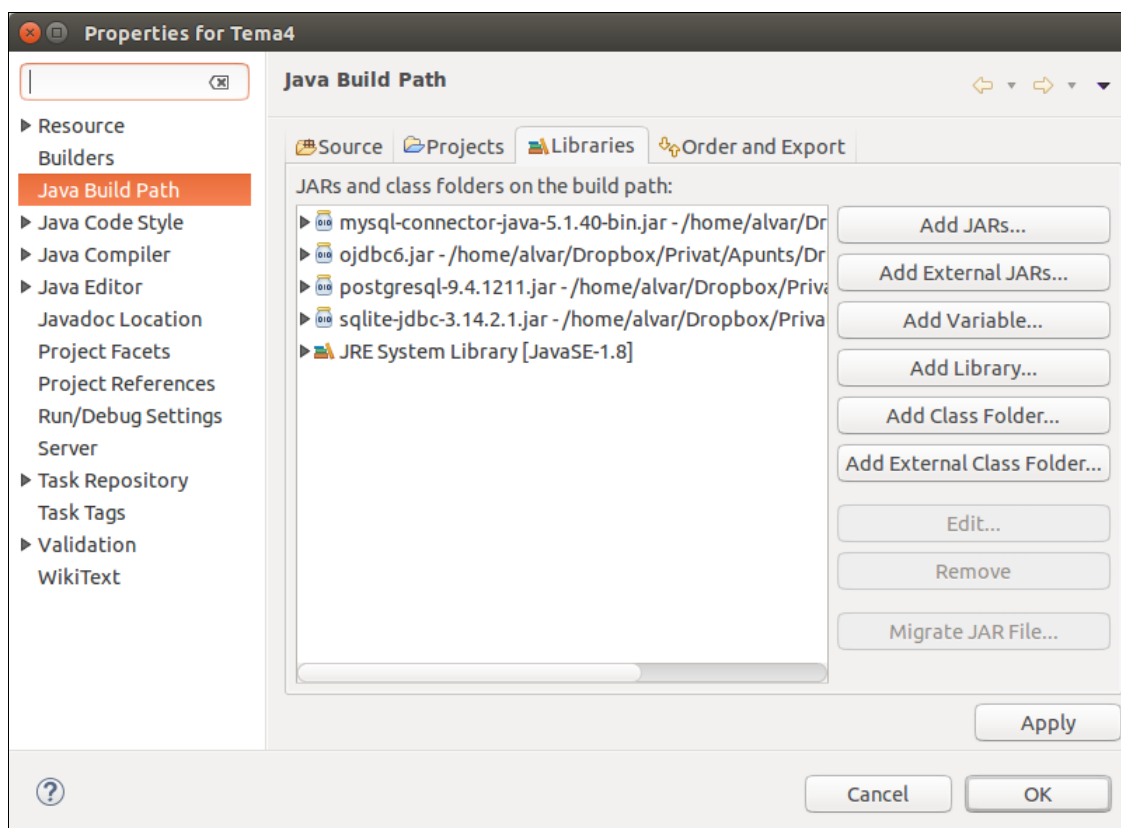 Properties for Tema4
Java Build Path
Resource
Builders
Java Build Path
Java Code Style
Java Compiler
Java Editor
Javadoc Location
Project Facets
Project References
Run/Debug Settings
Server
Task Repository
Task Tags
Validation
WikiText
Source Projects Libraries Order and Export
JARs and class folders on the build path:
mysql-connector-java-5.1.40-bin.jar - /home/alvar/Dr
ojdbc6.jar - /home/alvar/Dropbox/Privat/Apunts/Dr
postgresql-9.4.1211.jar - /home/alvar/Dropbox/Priva
sqlite-jdbc-3.14.2.1.jar - /home/alvar/Dropbox/Priva
JRE System Library [JavaSE-1.8]
Add JARs...
Add External JARs...
Add Variable...
Add Library...
Add Class Folder...
Add External Class Folder...
Edit...
Remove
Migrate JAR File...
Apply
Cancel OK